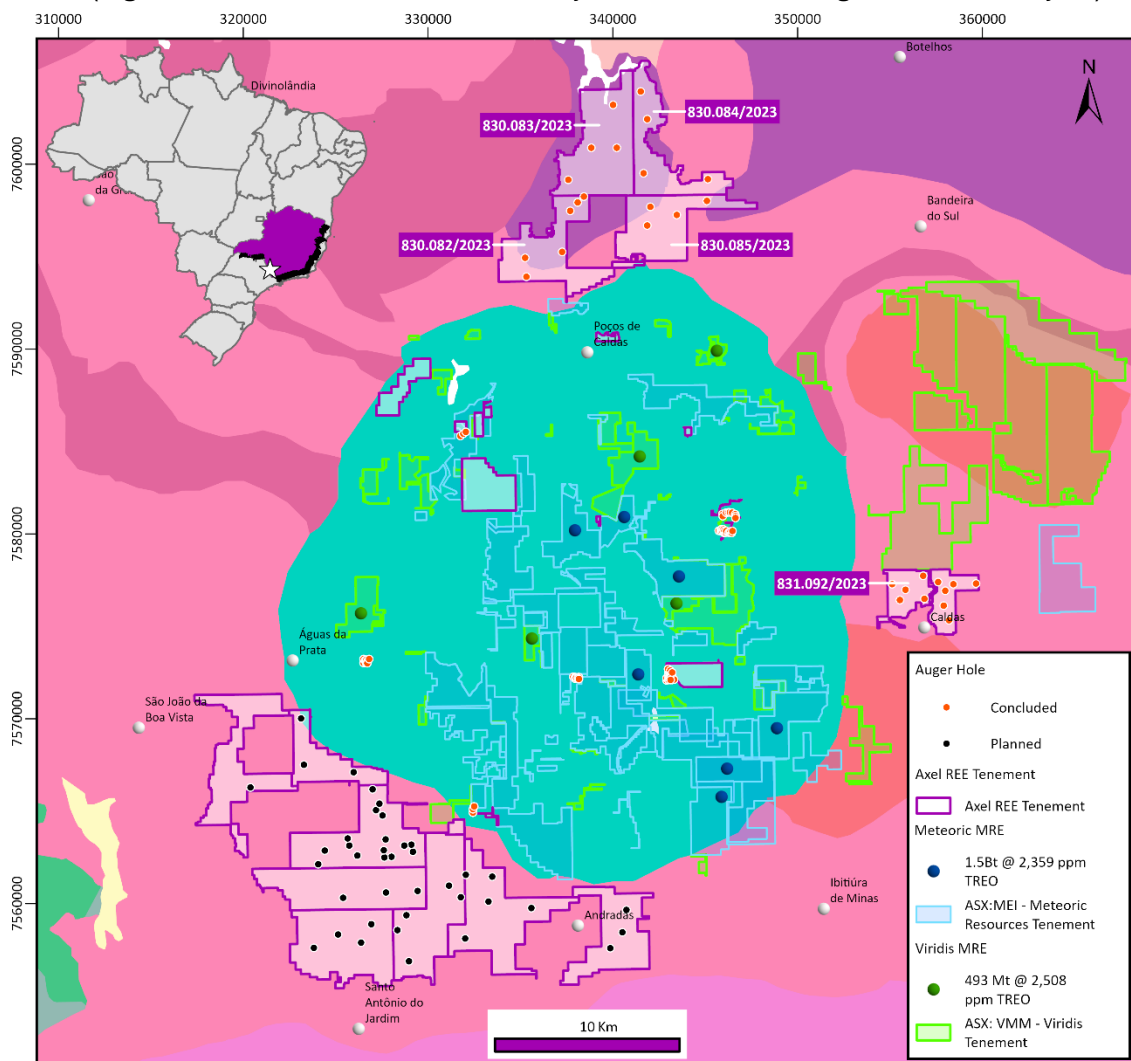 310000
320000
330000
340000
350000
360000
7600000
7590000
7580000
7570000
7560000
Divinolândia
da Gr
Botelhos
N
830.083/2023
830.084/2023
830.082/2023
830.085/2023
Bandeira
do Sul
Poços de
Caldas
831.092/2023
Caldas
Águas da
Prata
São João da
Boa Vista
Ibitiúra
de Minas
Andradas
Santo
Antônio do
Jardim
10 Km
Auger Hole
Concluded
Planned
Axel REE Tenement
Axel REE Tenement
Meteoric MRE
1.5Bt @ 2,359 ppm
TREO
ASX:MEI - Meteoric
Resources Tenement
Viridis MRE
493 Mt @ 2,508
ppm TREO
ASX: VMM - Viridis
Tenement